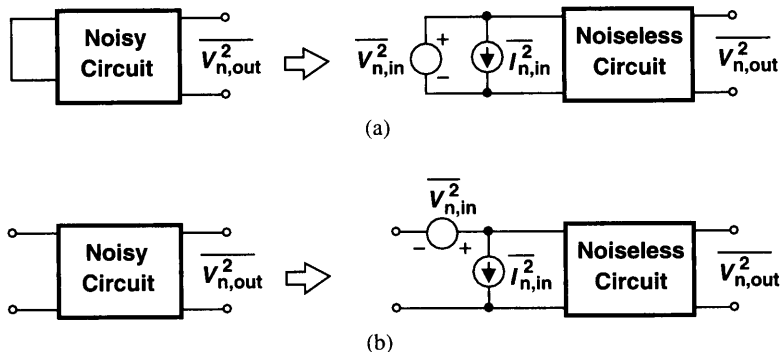 Noisy
Circuit
V²n,out
V²n,in
+
−
I²n,in
Noiseless
Circuit
V²n,out
(a)
Noisy
Circuit
V²n,out
V²n,in
−
+
I²n,in
Noiseless
Circuit
V²n,out
(b)